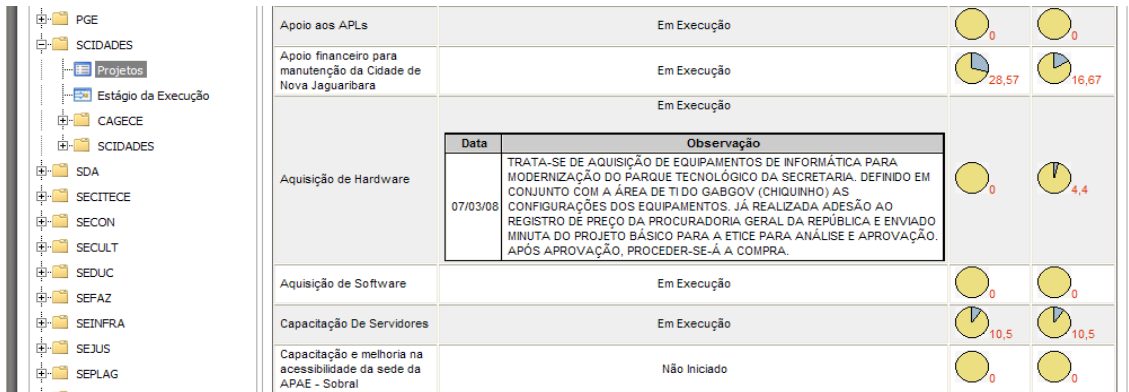 PGE
SCIDADES
Projetos
Estágio da Execução
CAGECE
SCIDADES
SDA
SECITECE
SECON
SECULT
SEDUC
SEFAZ
SEINFRA
SEJUS
SEPLAG
Apoio aos APLs Em Execução 0 0
Apoio financeiro para
manutenção da Cidade de
Nova Jaguaribara
Em Execução 28,57 16,67
Aquisição de Hardware
Em Execução
Data Observação
07/03/08
TRATA-SE DE AQUISIÇÃO DE EQUIPAMENTOS DE INFORMÁTICA PARA
MODERNIZAÇÃO DO PARQUE TECNOLÓGICO DA SECRETARIA. DEFINIDO EM
CONJUNTO COM A ÁREA DE TI DO GABGOV (CHIQUINHO) AS
CONFIGURAÇÕES DOS EQUIPAMENTOS. JÁ REALIZADA ADESÃO AO
REGISTRO DE PREÇO DA PROCURADORIA GERAL DA REPÚBLICA E ENVIADO
MINUTA DO PROJETO BÁSICO PARA A ETICE PARA ANÁLISE E APROVAÇÃO.
APÓS APROVAÇÃO, PROCEDER-SE-Á A COMPRA.
0 4,4
Aquisição de Software Em Execução 0 0
Capacitação De Servidores Em Execução 10,5 10,5
Capacitação e melhoria na
acessibilidade da sede da
APAE - Sobral
Não Iniciado 0 0